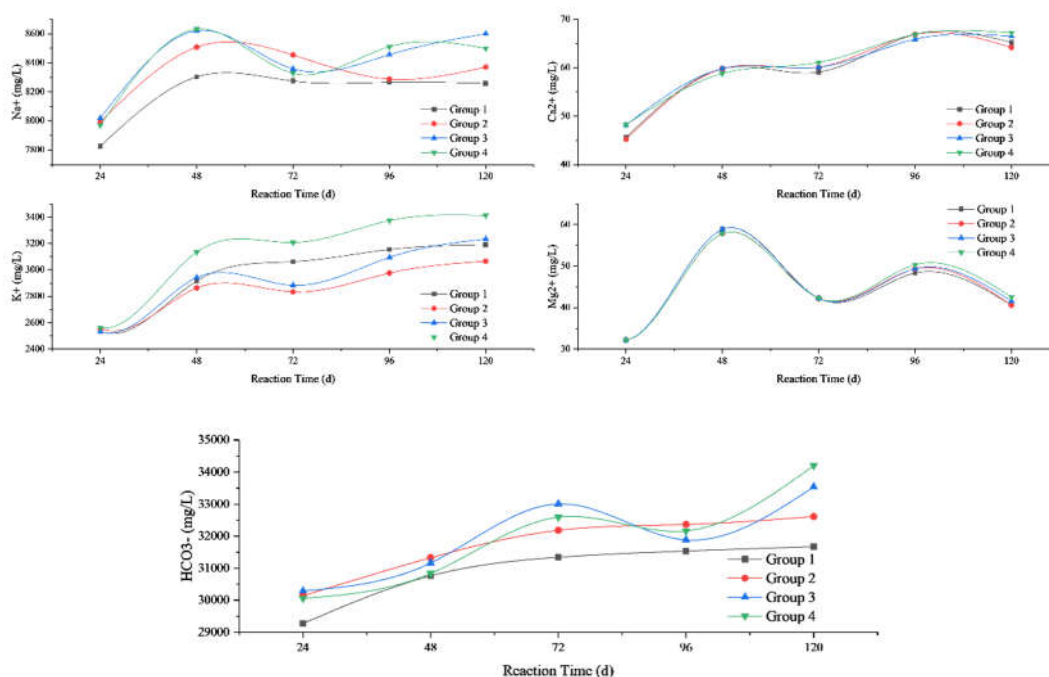 Na+ (mg/L)
8600
8400
8200
8000
7800
Group 1
Group 2
Group 3
Group 4
24
48
72
96
120
Reaction Time (d)
Ca2+ (mg/L)
70
60
50
40
Group 1
Group 2
Group 3
Group 4
24
48
72
96
120
Reaction Time (d)
K+ (mg/L)
3400
3200
3000
2800
2600
2400
Group 1
Group 2
Group 3
Group 4
24
48
72
96
120
Reaction Time (d)
Mg2+ (mg/L)
60
50
40
30
Group 1
Group 2
Group 3
Group 4
24
48
72
96
120
Reaction Time (d)
HCO3- (mg/L)
35000
34000
33000
32000
31000
30000
29000
Group 1
Group 2
Group 3
Group 4
24
48
72
96
120
Reaction Time (d)